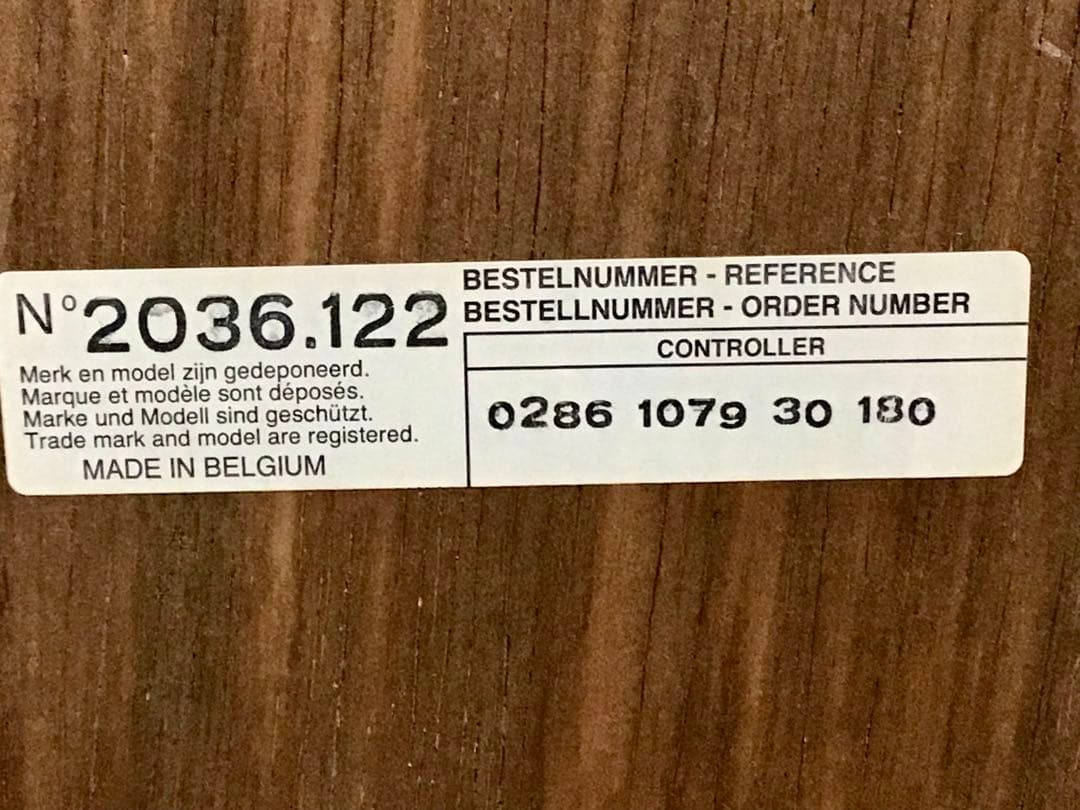 Nº 2036.122
Merk en model zijn gedeponeerd.
Marque et modèle sont déposés.
Marke und Modell sind geschützt.
Trade mark and model are registered.
MADE IN BELGIUM
BESTELNUMMER - REFERENCE
BESTELLNUMMER - ORDER NUMBER
CONTROLLER
0286 1079 30 180